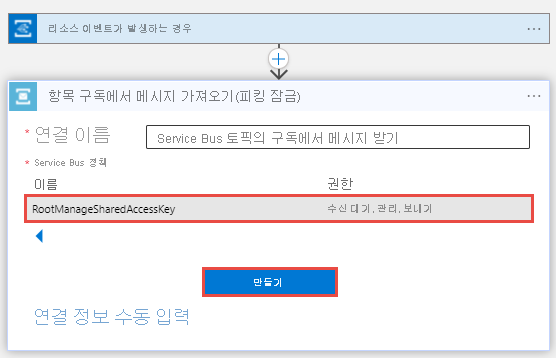 리소스 이벤트가 발생하는 경우
항목 구독에서 메시지 가져오기(피킹 잠금)
* 연결 이름
Service Bus 토픽의 구독에서 메시지 받기
* Service Bus 정책
이름 권한
RootManageSharedAccessKey 수신 대기, 관리, 보내기
만들기
연결 정보 수동 입력